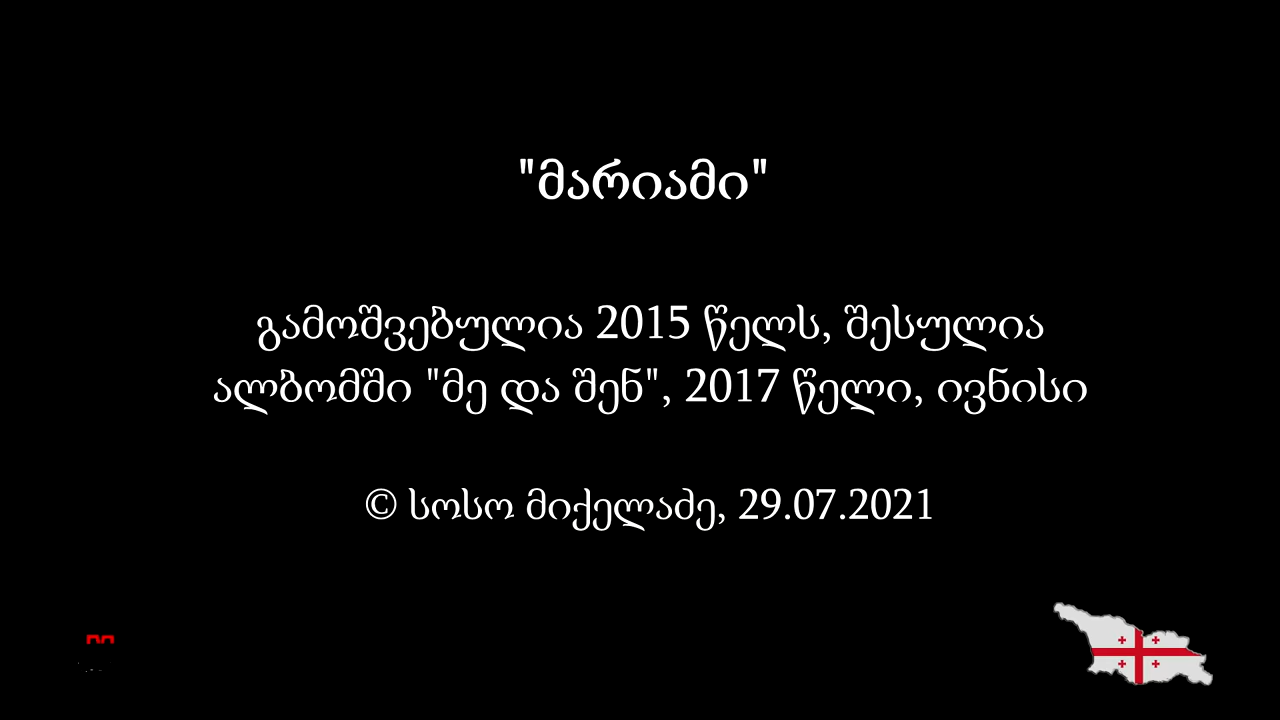 "მარიამი"
გამოშვებულია 2015 წელს, შესულია
ალბომში "მე და შენ", 2017 წელი, ივნისი
© სოსო მიქელაძე, 29.07.2021